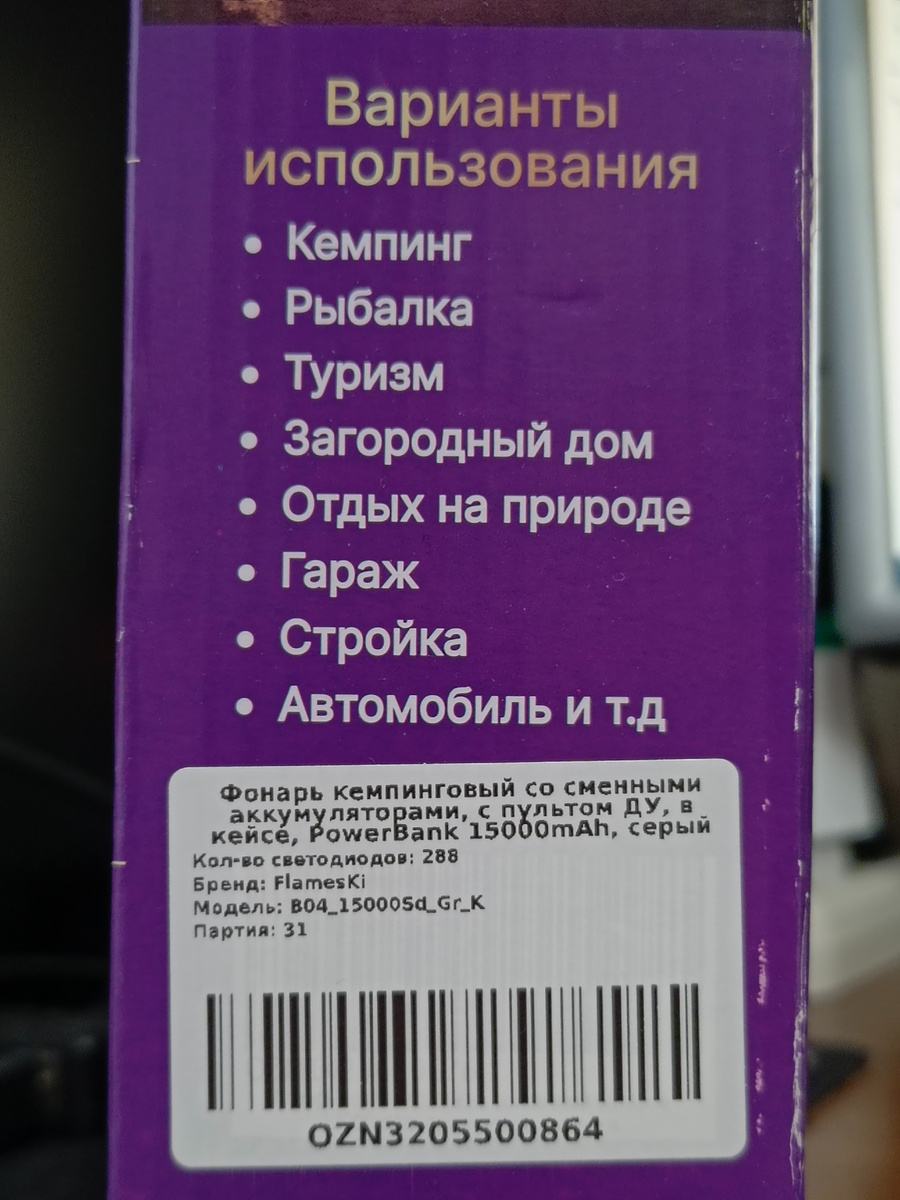 Варианты
использования
• Кемпинг
• Рыбалка
• Туризм
• Загородный дом
• Отдых на природе
• Гараж
• Стройка
• Автомобиль и т.д
Фонарь кемпинговый со сменными
аккумуляторами, с пультом ДУ, в
кейсе, PowerBank 15000mAh, серый
Кол-во светодиодов: 288
Бренд: FlamesKi
Модель: B04_15000Sd_Gr_K
Партия: 31
OZN3205500864